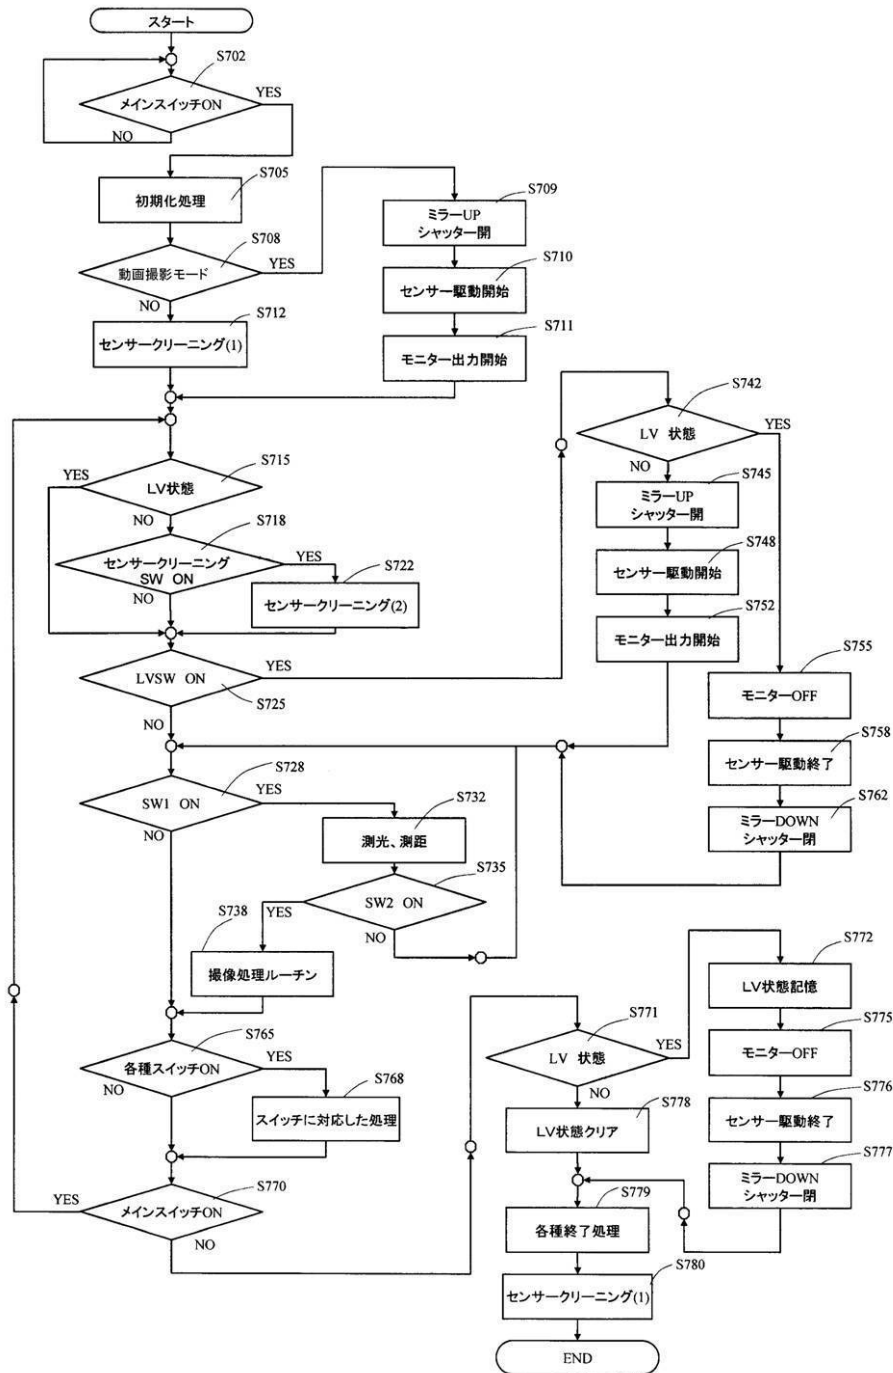 スタート
S702
メインスイッチON
YES
NO
S705
初期化処理
S708
動画撮影モード
YES
NO
S709
ミラーUP
シャッター開
S710
センサー駆動開始
S711
モニター出力開始
S712
センサークリーニング(1)
S715
YES
LV状態
NO
S718
センサークリーニング
SW ON
YES
NO
S722
センサークリーニング(2)
LVSW ON
YES
S725
NO
S742
LV 状態
YES
NO
S745
ミラーUP
シャッター開
S748
センサー駆動開始
S752
モニター出力開始
S755
モニターOFF
S758
センサー駆動終了
S762
ミラーDOWN
シャッター閉
S728
SW1 ON
YES
NO
S732
測光、測距
S735
SW2 ON
YES
NO
S738
撮像処理ルーチン
S765
各種スイッチON
YES
NO
S768
スイッチに対応した処理
S770
YES
メインスイッチON
NO
S771
LV 状態
YES
NO
S772
LV状態記憶
S775
モニターOFF
S776
センサー駆動終了
S777
ミラーDOWN
シャッター閉
S778
LV状態クリア
S779
各種終了処理
S780
センサークリーニング(1)
END